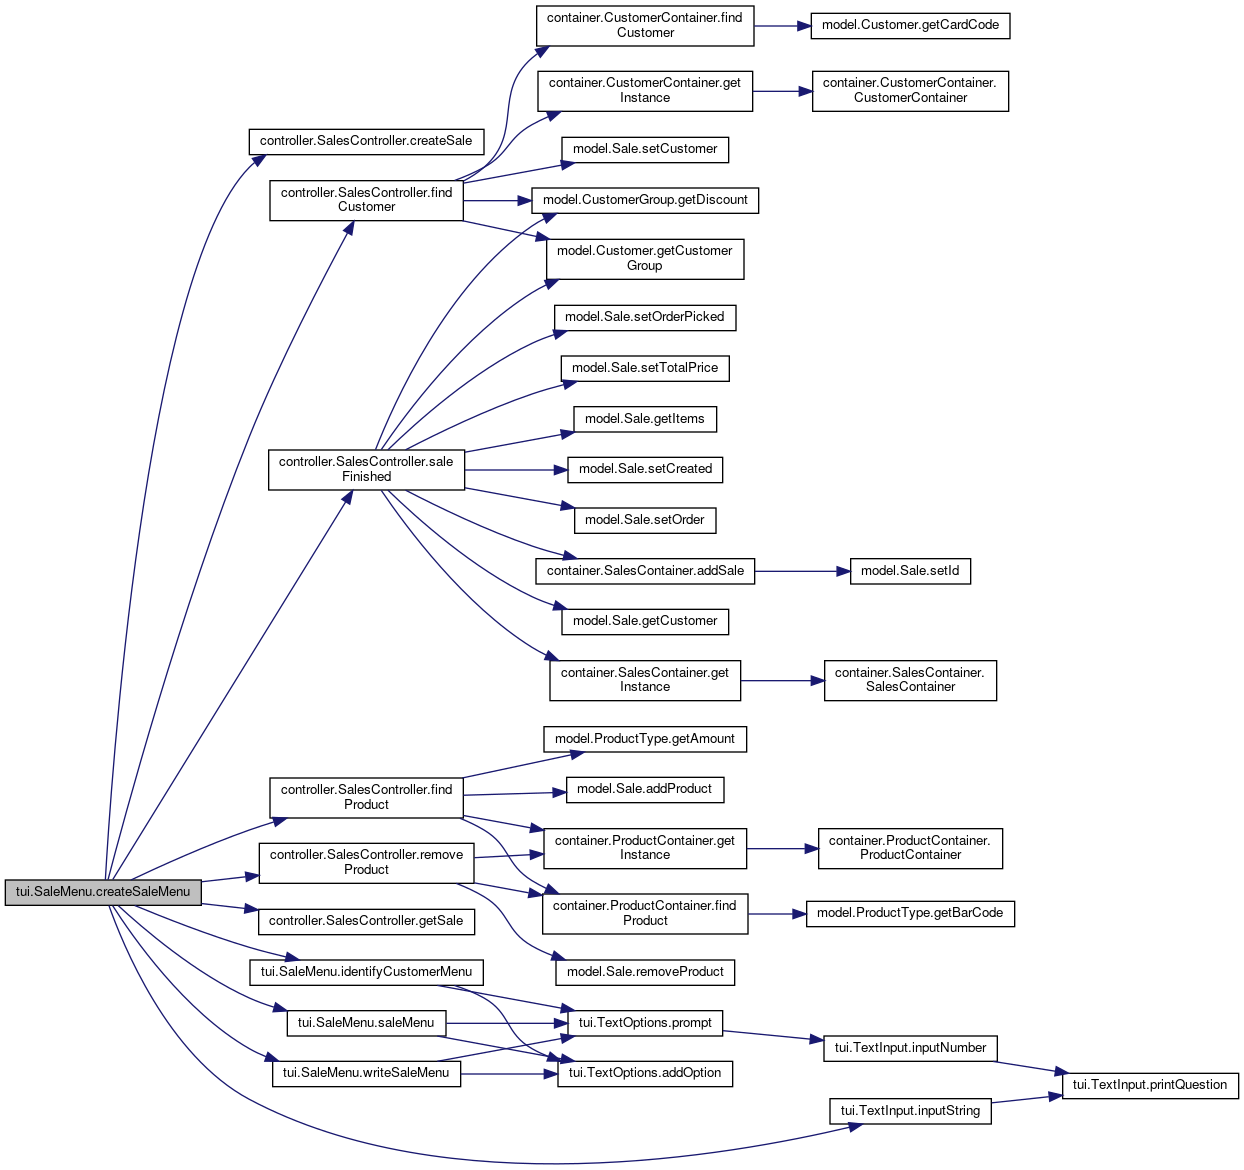 container.CustomerContainer.find
Customer
model.Customer.getCardCode
container.CustomerContainer.get
Instance
container.CustomerContainer.
CustomerContainer
controller.SalesController.createSale
model.Sale.setCustomer
controller.SalesController.find
Customer
model.CustomerGroup.getDiscount
model.Customer.getCustomer
Group
model.Sale.setOrderPicked
model.Sale.setTotalPrice
model.Sale.getItems
controller.SalesController.sale
Finished
model.Sale.setCreated
model.Sale.setOrder
container.SalesContainer.addSale
model.Sale.setId
model.Sale.getCustomer
container.SalesContainer.get
Instance
container.SalesContainer.
SalesContainer
model.ProductType.getAmount
controller.SalesController.find
Product
model.Sale.addProduct
container.ProductContainer.get
Instance
container.ProductContainer.
ProductContainer
controller.SalesController.remove
Product
tui.SaleMenu.createSaleMenu
container.ProductContainer.find
Product
model.ProductType.getBarCode
controller.SalesController.getSale
tui.SaleMenu.identifyCustomerMenu
model.Sale.removeProduct
tui.SaleMenu.saleMenu
tui.TextOptions.prompt
tui.TextInput.inputNumber
tui.SaleMenu.writeSaleMenu
tui.TextOptions.addOption
tui.TextInput.printQuestion
tui.TextInput.inputString